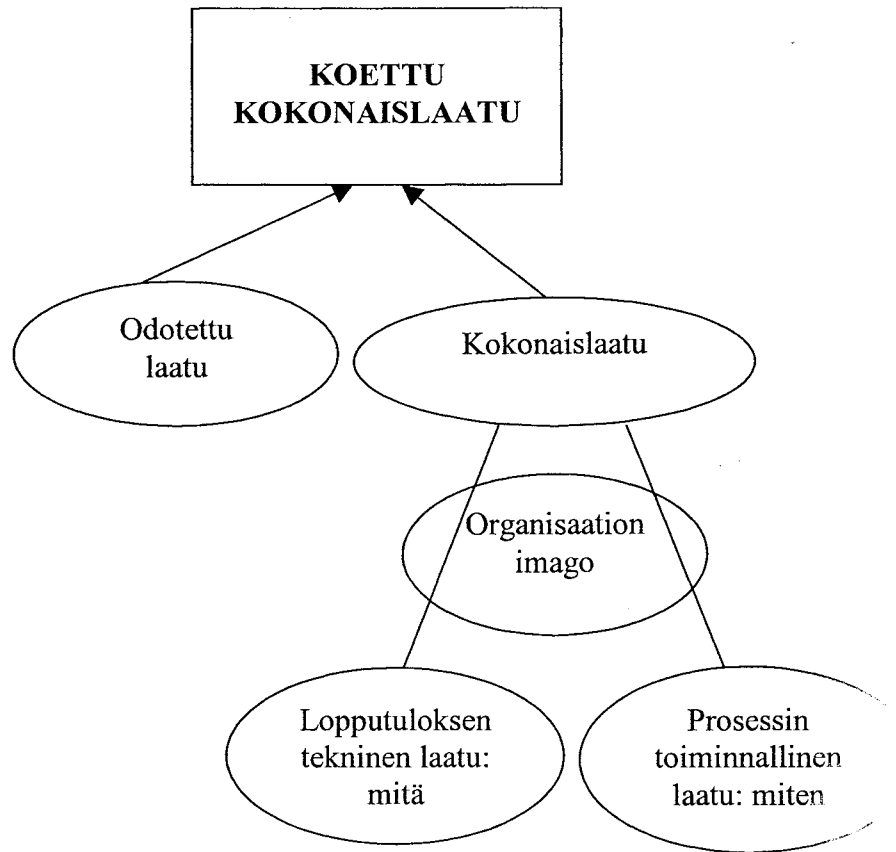 KOETTU
KOKONAISLAATU
Odotettu
laatu
Kokonaislaatu
Organisaation
imago
Lopputuloksen
tekninen laatu:
mitä
Prosessin
toiminnallinen
laatu: miten